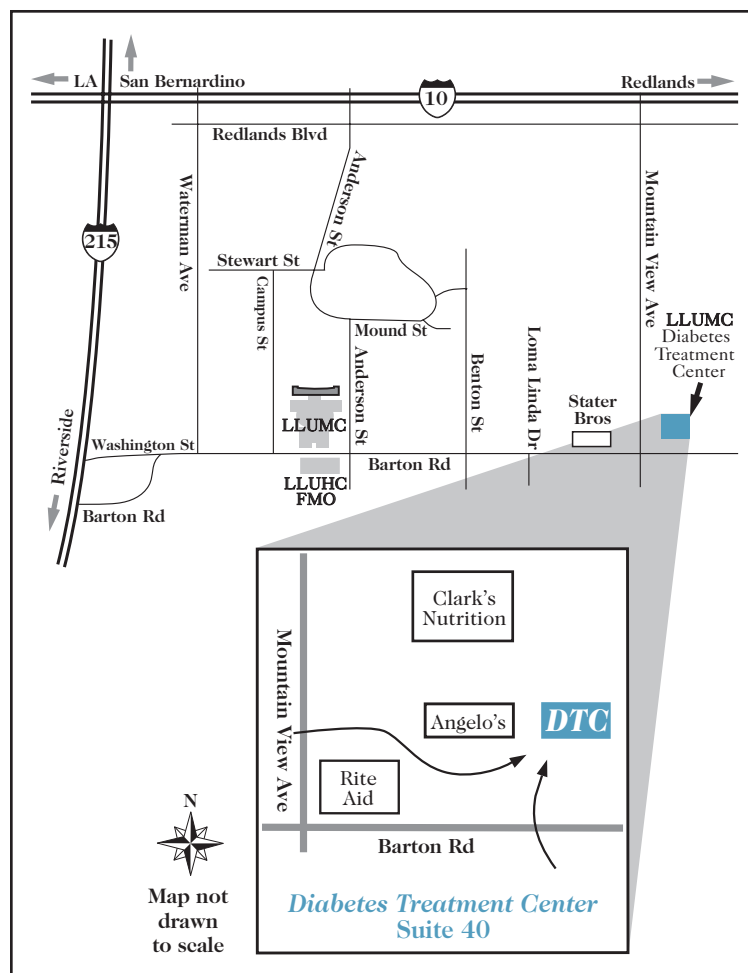 LA
San Bernardino
10
Redlands
Redlands Blvd
Waterman Ave
Anderson St
Mountain View Ave
215
Stewart St
Campus St
Mound St
Anderson St
Benton St
Loma Linda Dr
LLUMC
Diabetes
Treatment
Center
Stater
Bros
LLUMC
Washington St
Barton Rd
Riverside
LLUHC
FMO
Barton Rd
Clark's
Nutrition
Mountain View Ave
Angelo's
DTC
Rite
Aid
Barton Rd
N
Map not
drawn
to scale
Diabetes Treatment Center
Suite 40